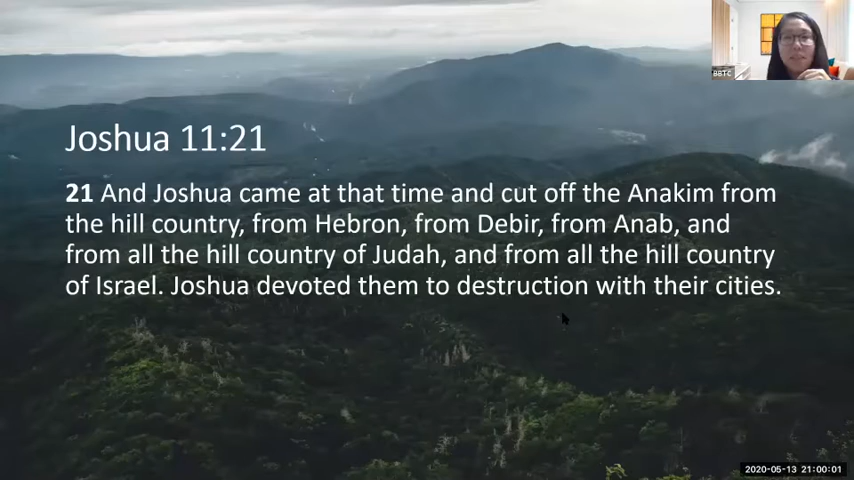 BBTC
Joshua 11:21
21 And Joshua came at that time and cut off the Anakim from
the hill country, from Hebron, from Debir, from Anab, and
from all the hill country of Judah, and from all the hill country
of Israel. Joshua devoted them to destruction with their cities.
2020-05-13 21:00:01